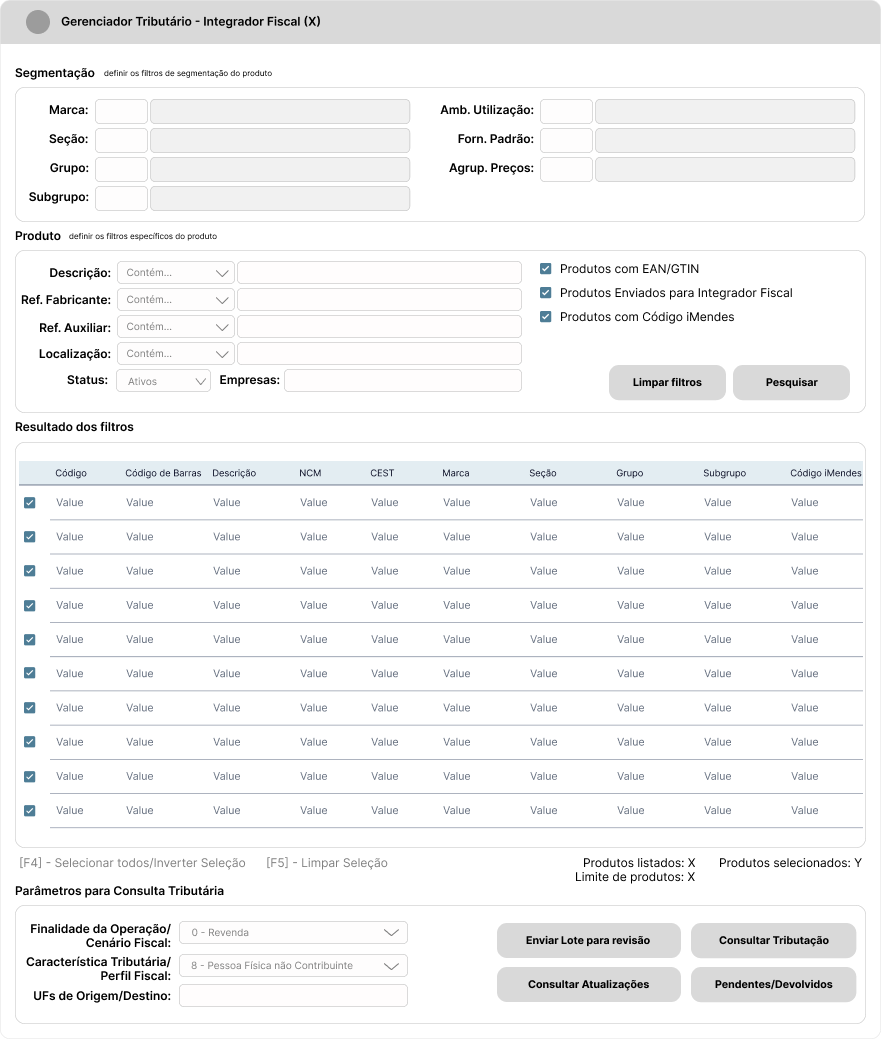 Gerenciador Tributário - Integrador Fiscal (X)
Segmentação definir os filtros de segmentação do produto
Marca: Amb. Utilização:
Seção: Forn. Padrão:
Grupo: Agrup. Preços:
Subgrupo:
Produto definir os filtros específicos do produto
Descrição: Contém... Produtos com EAN/GTIN
Ref. Fabricante: Contém... Produtos Enviados para Integrador Fiscal
Ref. Auxiliar: Contém... Produtos com Código iMendes
Localização: Contém...
Status: Ativos Empresas: Limpar filtros Pesquisar
Resultado dos filtros
Código Código de Barras Descrição NCM CEST Marca Seção Grupo Subgrupo Código iMendes
Value Value Value Value Value Value Value Value Value Value
Value Value Value Value Value Value Value Value Value Value
Value Value Value Value Value Value Value Value Value Value
Value Value Value Value Value Value Value Value Value Value
Value Value Value Value Value Value Value Value Value Value
Value Value Value Value Value Value Value Value Value Value
Value Value Value Value Value Value Value Value Value Value
Value Value Value Value Value Value Value Value Value Value
Value Value Value Value Value Value Value Value Value Value
Value Value Value Value Value Value Value Value Value Value
[F4] - Selecionar todos/Inverter Seleção [F5] - Limpar Seleção Produtos listados: X Produtos selecionados: Y
Limite de produtos: X
Parâmetros para Consulta Tributária
Finalidade da Operação/
Cenário Fiscal: 0 - Revenda
Característica Tributária/
Perfil Fiscal: 8 - Pessoa Física não Contribuinte
UFs de Origem/Destino:
Enviar Lote para revisão Consultar Tributação
Consultar Atualizações Pendentes/Devolvidos